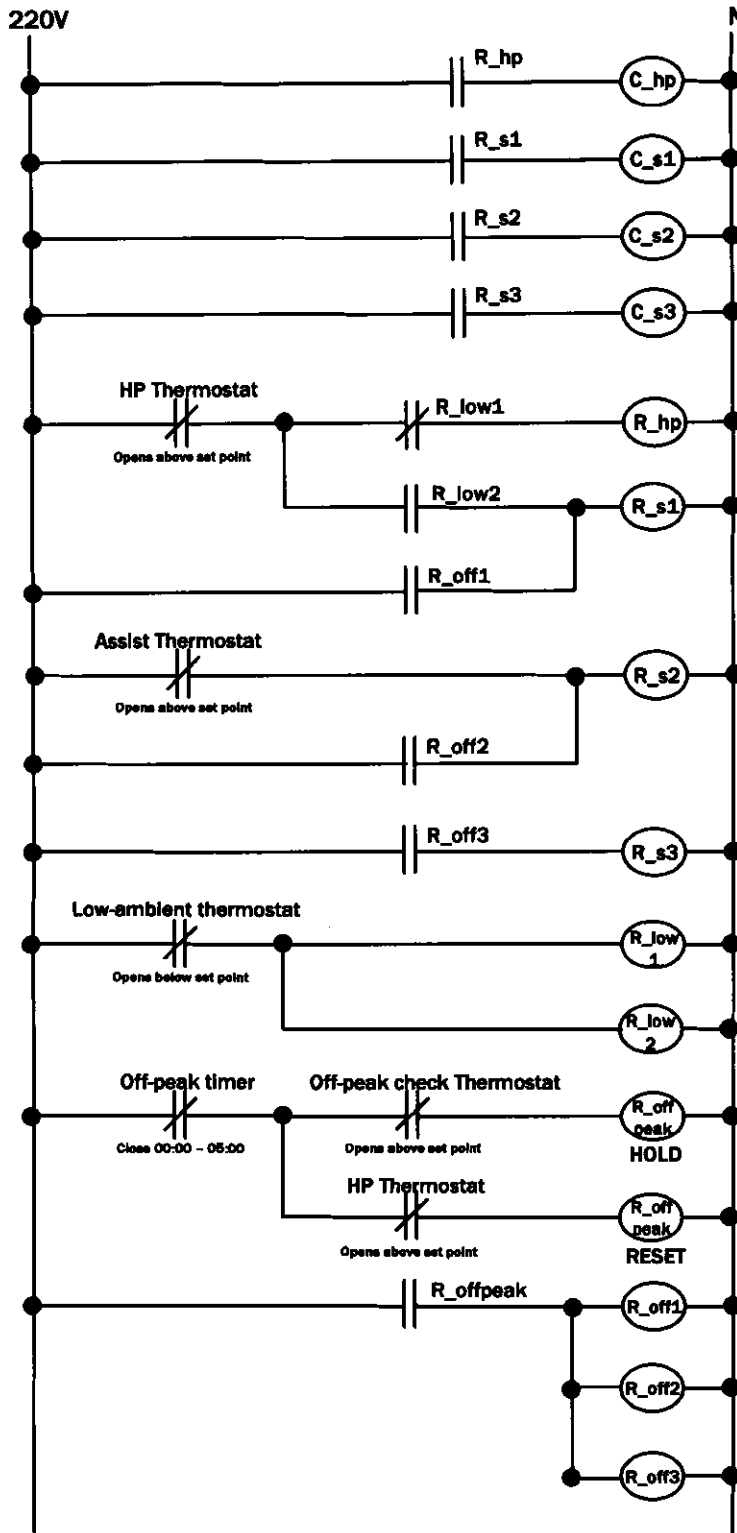 220V
N
R_hp
C_hp
R_s1
C_s1
R_s2
C_s2
R_s3
C_s3
HP Thermostat
R_low1
R_hp
Opens above set point
R_low2
R_s1
R_off1
Assist Thermostat
R_s2
Opens above set point
R_off2
R_off3
R_s3
Low-ambient thermostat
R_low
1
Opens below set point
R_low
2
Off-peak timer
Off-peak check Thermostat
R_off
peak
Close 00:00 – 05:00
Opens above set point
HOLD
HP Thermostat
R_off
peak
Opens above set point
RESET
R_offpeak
R_off1
R_off2
R_off3